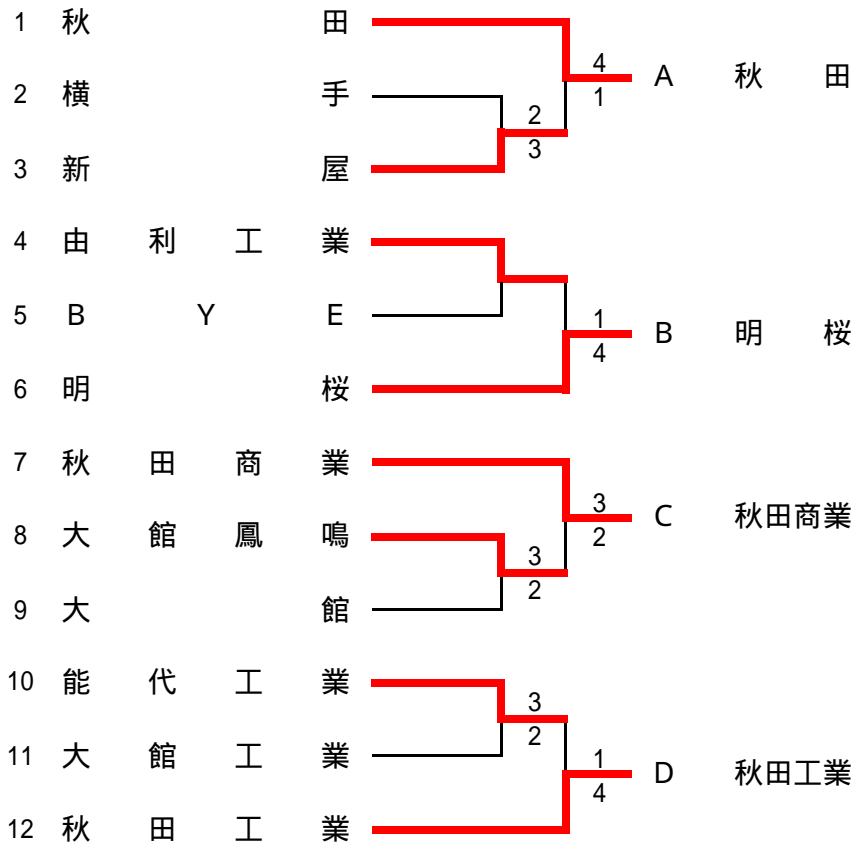 1 秋田
4
A 秋田
1
2 横手
2
3
3 新屋
4 由利工業
5 BYE
1
B 明桜
4
6 明桜
7 秋田商業
3
C 秋田商業
2
8 大館鳳鳴
3
2
9 大館
10 能代工業
3
2
11 大館工業
1
D 秋田工業
4
12 秋田工業